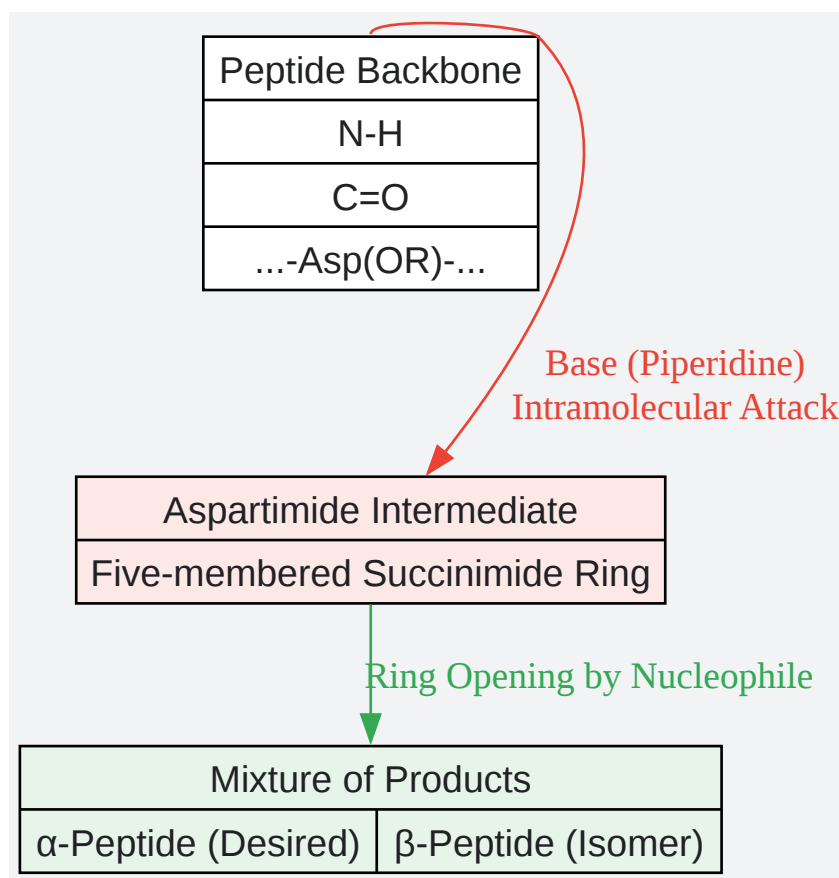 Peptide Backbone
N-H
C=O
...-Asp(OR)-...
Base (Piperidine)
Intramolecular Attack
Aspartimide Intermediate
Five-membered Succinimide Ring
Ring Opening by Nucleophile
Mixture of Products
α-Peptide (Desired)
β-Peptide (Isomer)